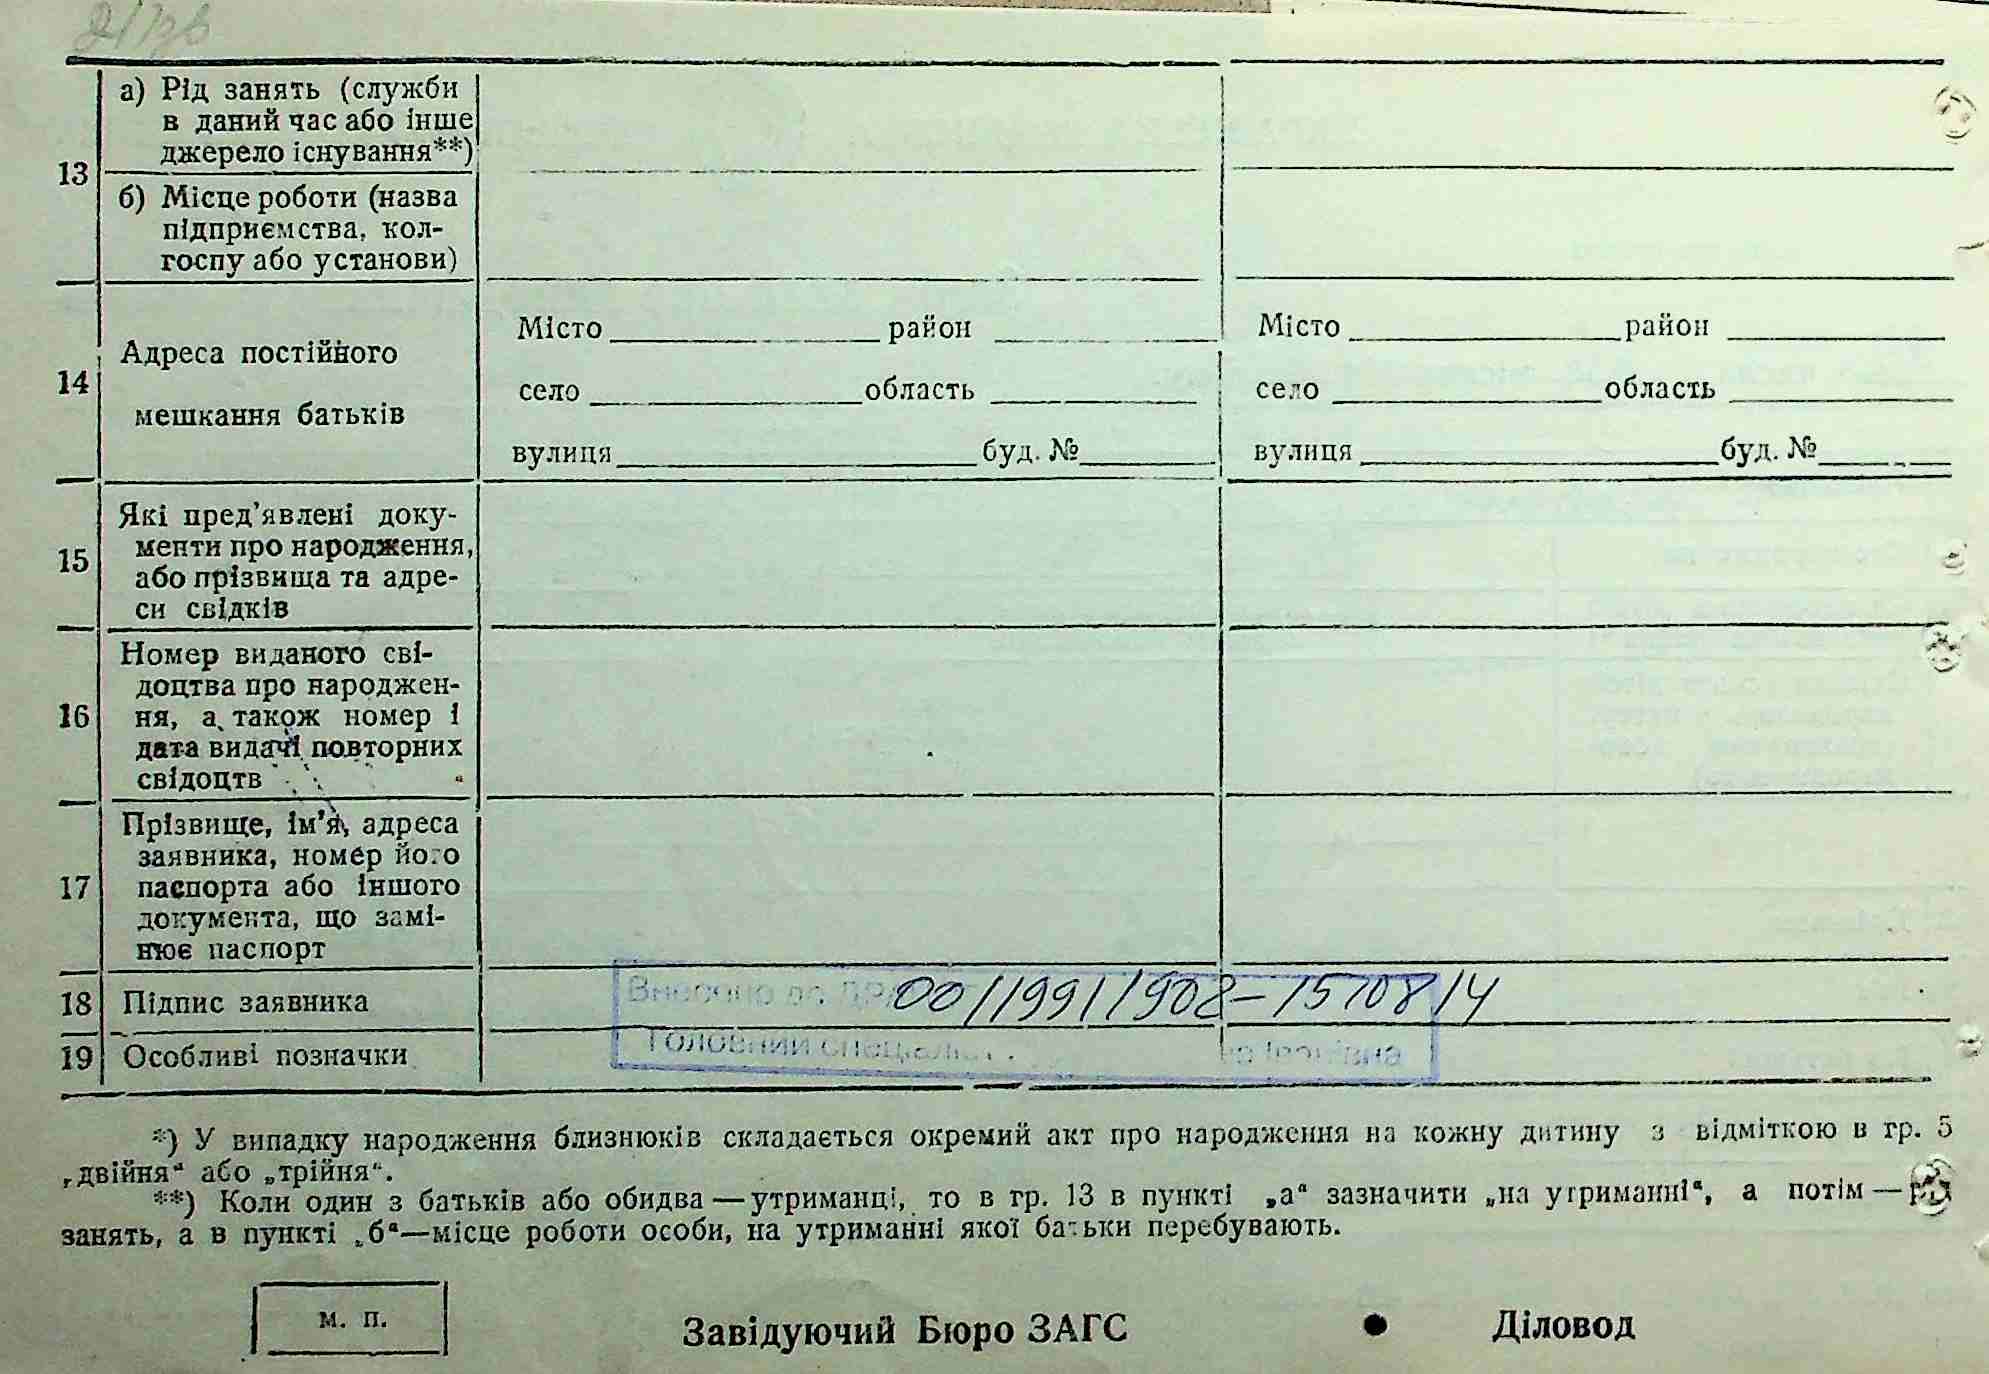 а) Рід занять (служби
в даний час або інше
джерело існування**)
13
б) Місце роботи (назва
підприємства, кол-
госпу або установи)
14
Адреса постійного
мешкання батьків
Місто район
село область
вулиця буд. №
Місто район
село область
вулиця буд. №
15
Які пред'явлені доку-
менти про народження,
або прізвища та адре-
си свідків
16
Номер виданого сві-
доцтва про народжен-
ня, а також номер і
дата видачі повторних
свідоцтв
17
Прізвище, ім'я, адреса
заявника, номер його
паспорта або іншого
документа, що замі-
нює паспорт
18 Підпис заявника
Внесено до
00/1991/908-15708/4
19 Особливі позначки
Головний спеціаліст
*) У випадку народження близнюків складається окремий акт про народження на кожну дитину з відміткою в гр. 5
„двійня“ або „трійня“.
**) Коли один з батьків або обидва — утриманці, то в гр. 13 в пункті „а“ зазначити „на утриманні“, а потім — рід
занять, а в пункті „б“—місце роботи особи, на утриманні якої батьки перебувають.
м. п.
Завідуючий Бюро ЗАГС
Діловод